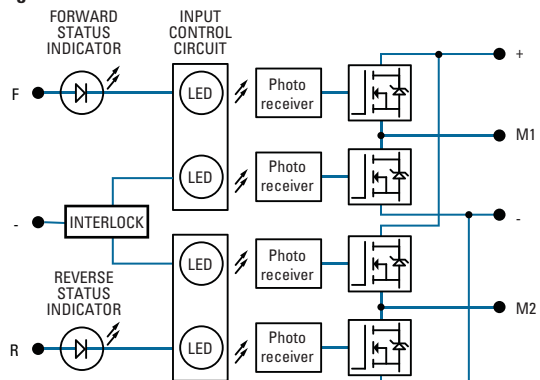 FORWARD
STATUS
INDICATOR
INPUT
CONTROL
CIRCUIT
+
F
LED
Photo
receiver
M1
LED
Photo
receiver
-
INTERLOCK
-
LED
Photo
receiver
REVERSE
STATUS
INDICATOR
M2
R
LED
Photo
receiver